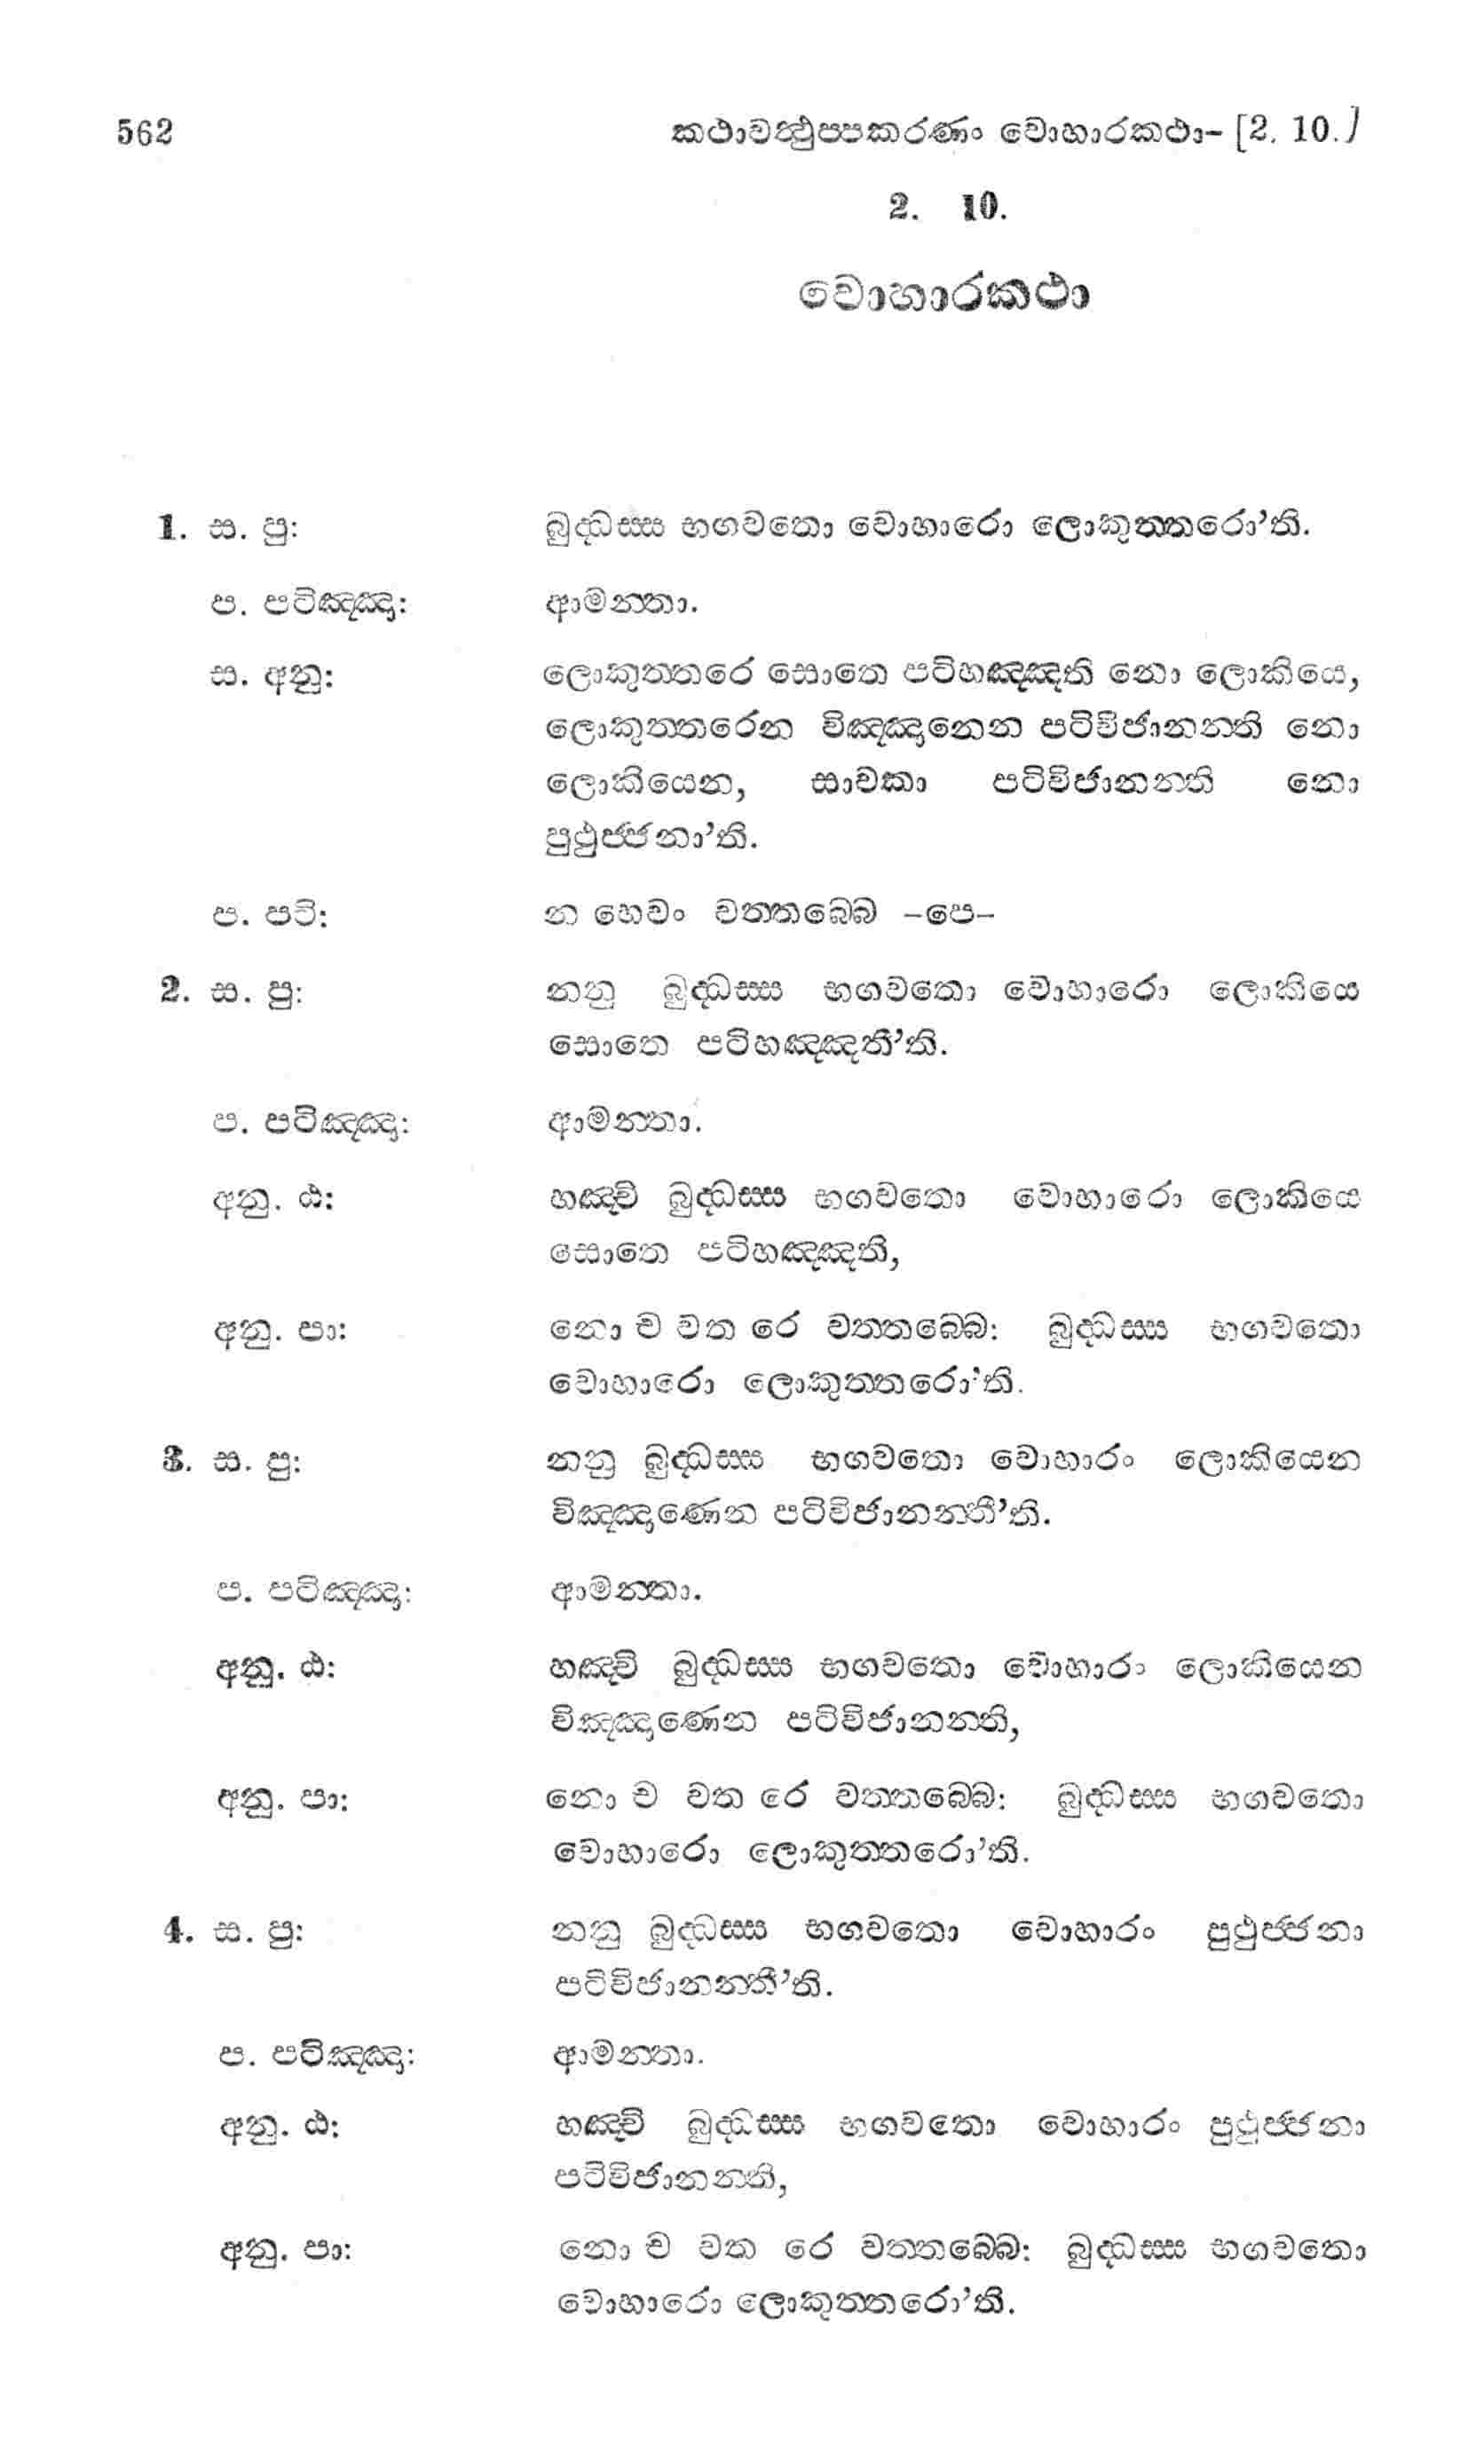 562 කථාවත්ථුප්පකරණං වොහාරකථා- [2. 10.]
2. 10.
වොහාරකථා
1. ස. පු: බුද්ධස්ස භගවතො වොහාරො ලොකුත්තරො’ති.
ප. පටිඤ්ඤා: ආමන්තා.
ස. අනු: ලොකුත්තරෙ සොතෙ පටිහඤ්ඤති නො ලොකියෙ,
ලොකුත්තරෙන විඤ්ඤානෙන පටිවිජානන්ති නො
ලොකියෙන, සාවකා පටිවිජානන්ති නො
පුථුජ්ජනා’ති.
ප. පටි: න හෙවං වත්තබ්බෙ –පෙ–
2. ස. පු: නනු බුද්ධස්ස භගවතො වොහාරො ලොකියෙ
සොතෙ පටිහඤ්ඤතී’ති.
ප. පටිඤ්ඤා: ආමන්තා.
අනු. ඨ: හඤ්චි බුද්ධස්ස භගවතො වොහාරො ලොකියෙ
සොතෙ පටිහඤ්ඤති,
අනු. පා: නො ච වත රෙ වත්තබ්බෙ: බුද්ධස්ස භගවතො
වොහාරො ලොකුත්තරො’ති.
3. ස. පු: නනු බුද්ධස්ස භගවතො වොහාරං ලොකියෙන
විඤ්ඤාණෙන පටිවිජානන්තී’ති.
ප. පටිඤ්ඤා: ආමන්තා.
අනු. ඨ: හඤ්චි බුද්ධස්ස භගවතො වොහාරං ලොකියෙන
විඤ්ඤාණෙන පටිවිජානන්ති,
අනු. පා: නො ච වත රෙ වත්තබ්බෙ: බුද්ධස්ස භගවතො
වොහාරො ලොකුත්තරො’ති.
4. ස. පු: නනු බුද්ධස්ස භගවතො වොහාරං පුථුජ්ජනා
පටිවිජානන්තී’ති.
ප. පටිඤ්ඤා: ආමන්තා.
අනු. ඨ: හඤ්චි බුද්ධස්ස භගවතො වොහාරං පුථුජ්ජනා
පටිවිජානන්ති,
අනු. පා: නො ච වත රෙ වත්තබ්බෙ: බුද්ධස්ස භගවතො
වොහාරො ලොකුත්තරො’ති.